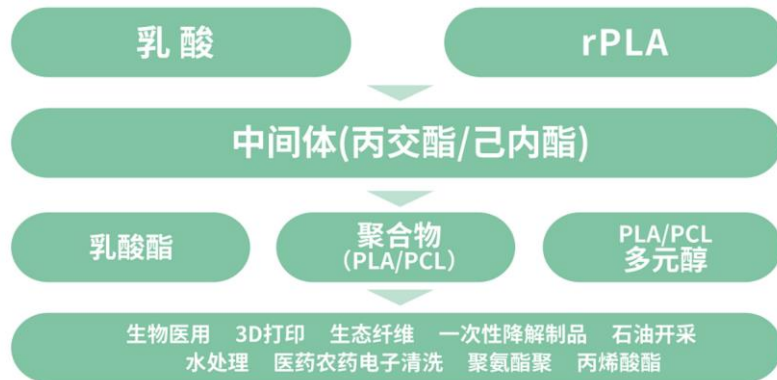 乳酸
rPLA
中间体(丙交酯/己内酯)
乳酸酯
聚合物
（PLA/PCL）
PLA/PCL
多元醇
生物医用 3D打印 生态纤维 一次性降解制品 石油开采
水处理 医药农药电子清洗 聚氨酯聚 丙烯酸酯